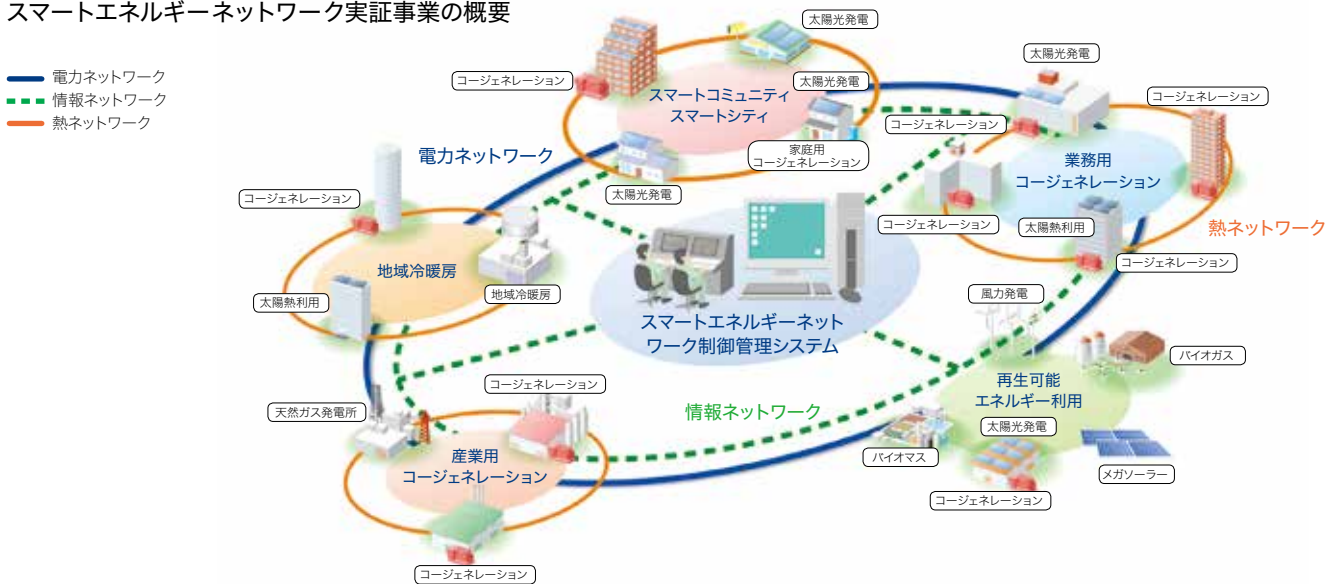 スマートエネルギーネットワーク実証事業の概要
電力ネットワーク
情報ネットワーク
熱ネットワーク
太陽光発電
コージェネレーション
太陽光発電
スマートコミュニティ
スマートシティ
家庭用
コージェネレーション
太陽光発電
電力ネットワーク
太陽光発電
コージェネレーション
コージェネレーション
業務用
コージェネレーション
コージェネレーション
太陽熱利用
コージェネレーション
熱ネットワーク
コージェネレーション
地域冷暖房
太陽熱利用
地域冷暖房
スマートエネルギーネット
ワーク制御管理システム
風力発電
バイオガス
再生可能
エネルギー利用
太陽光発電
バイオマス
メガソーラー
コージェネレーション
情報ネットワーク
コージェネレーション
天然ガス発電所
産業用
コージェネレーション
コージェネレーション